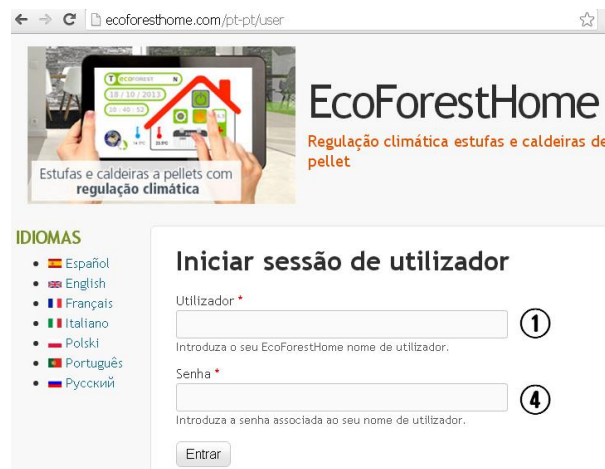 ecoforesthome.com/pt-pt/user
ecoforest N
18 / 10 / 2013
16 : 40 : 52
Estufas e caldeiras a pellets com
regulação climática
EcoForestHome
Regulação climática estufas e caldeiras de
pellet
IDIOMAS
Español
English
Français
Italiano
Polski
Português
Русский
Iniciar sessão de utilizador
Utilizador *
1
Introduza o seu EcoForestHome nome de utilizador.
Senha *
4
Introduza a senha associada ao seu nome de utilizador.
Entrar